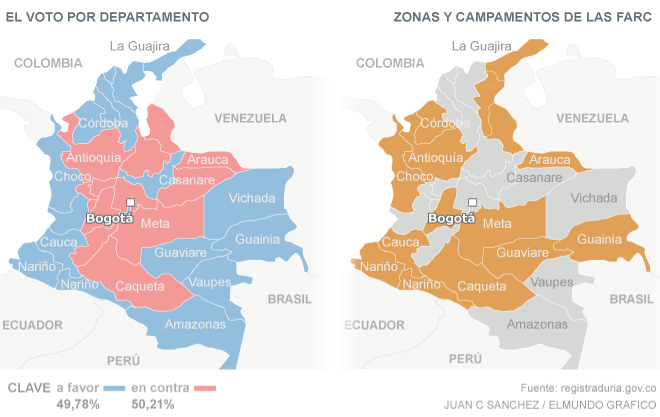 EL VOTO POR DEPARTAMENTO
La Guajira
COLOMBIA
VENEZUELA
Córdoba
Antioquía
Arauca
Choco
Casanare
Vichada
Bogotá
Meta
Guainia
Cauca
Guaviare
Nariño
Nariño
Caqueta
Vaupes
BRASIL
Amazonas
ECUADOR
PERÚ
CLAVE a favor en contra
49,78% 50,21%
ZONAS Y CAMPAMENTOS DE LAS FARC
La Guajira
COLOMBIA
VENEZUELA
Córdoba
Antioquía
Arauca
Choco
Casanare
Vichada
Bogotá
Meta
Guainia
Cauca
Guaviare
Nariño
Nariño
Caqueta
Vaupes
BRASIL
Amazonas
ECUADOR
PERÚ
Fuente: registraduria.gov.co
JUAN C SANCHEZ / ELMUNDO GRAFICO